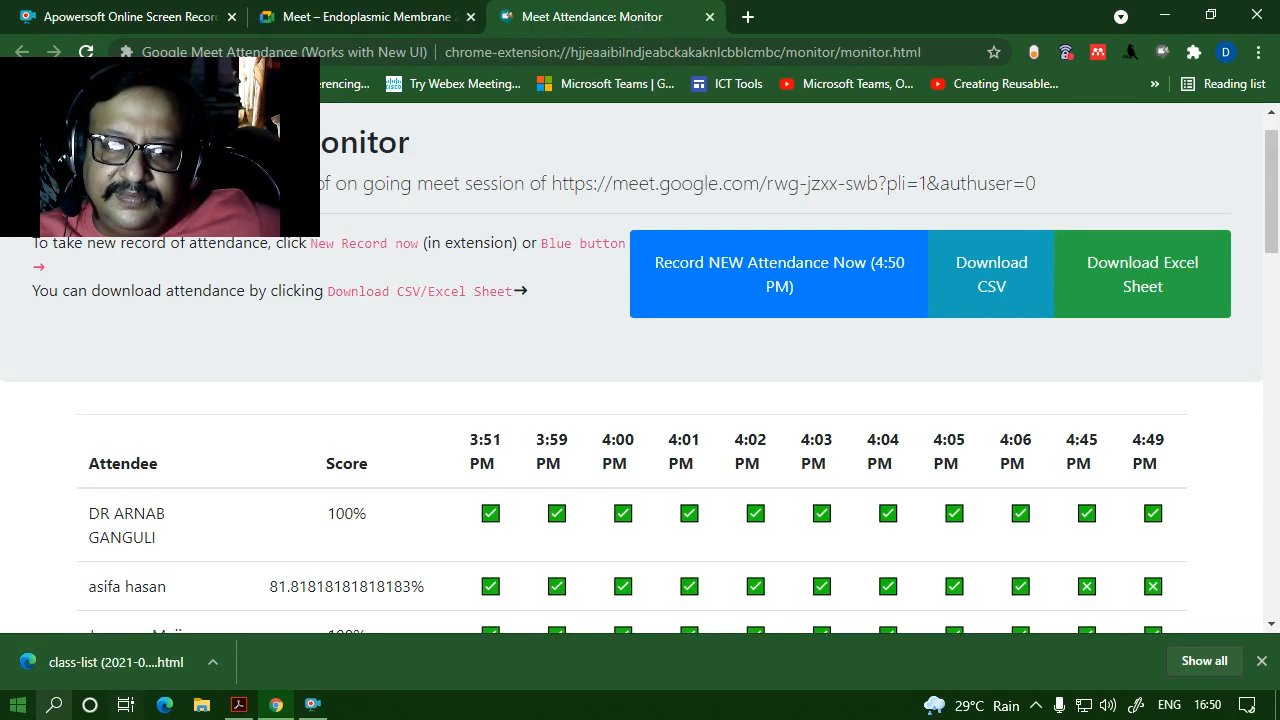 Apowersoft Online Screen Recor
Meet – Endoplasmic Membrane
Meet Attendance: Monitor
Google Meet Attendance (Works with New UI)
chrome-extension://hjjeaaibilndjeabckakaknlcbblcmbc/monitor/monitor.html
D
erencing...
Try Webex Meeting...
Microsoft Teams | G...
ICT Tools
Microsoft Teams, O...
Creating Reusable...
»
Reading list
onitor
of on going meet session of https://meet.google.com/rwg-jzxx-swb?pli=1&authuser=0
To take new record of attendance, click New Record now (in extension) or Blue button
→
You can download attendance by clicking Download CSV/Excel Sheet→
Record NEW Attendance Now (4:50
PM)
Download
CSV
Download Excel
Sheet
Attendee Score 3:51 PM 3:59 PM 4:00 PM 4:01 PM 4:02 PM 4:03 PM 4:04 PM 4:05 PM 4:06 PM 4:45 PM 4:49 PM
DR ARNAB 100%
GANGULI
asifa hasan 81.81818181818183%
class-list (2021-0....html
Show all
29°C Rain
ENG
16:50